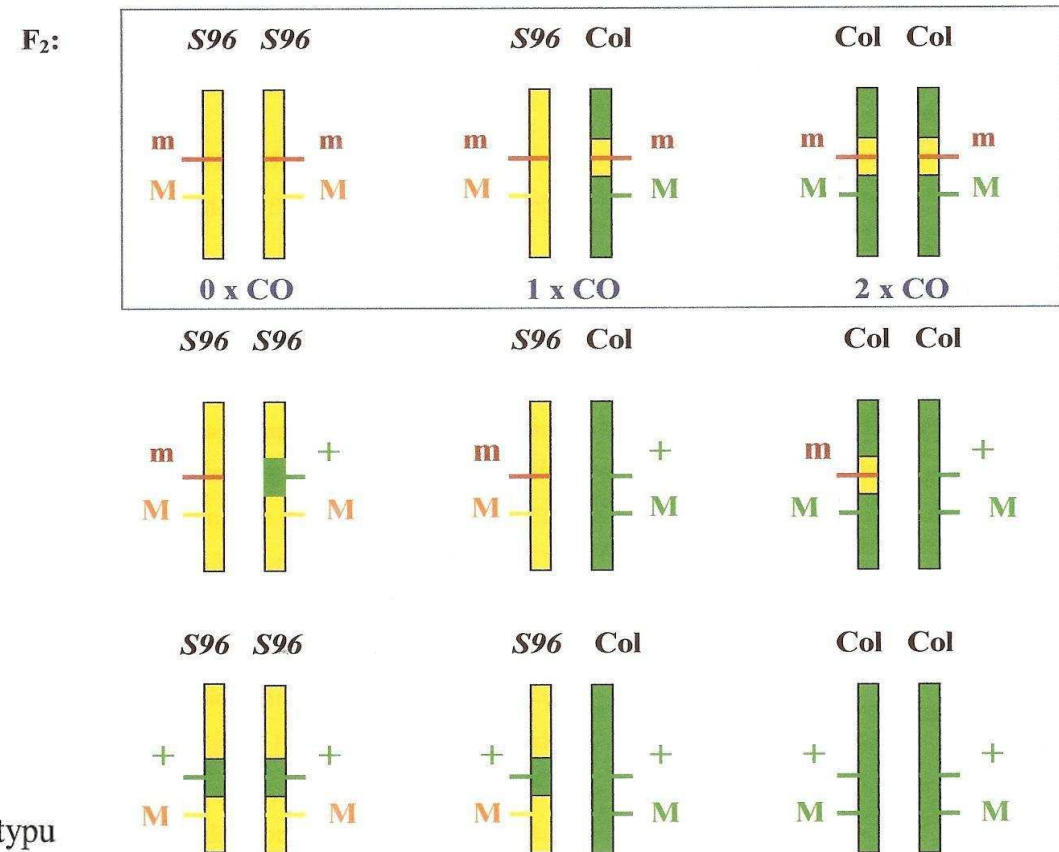 F₂:
S96 S96 S96 Col Col Col
m m m m m m
M M M M M M
0 x CO 1 x CO 2 x CO
S96 S96 S96 Col Col Col
m + m + m +
M M M M M M
S96 S96 S96 Col Col Col
+ + + + + +
M M M M M M
typu